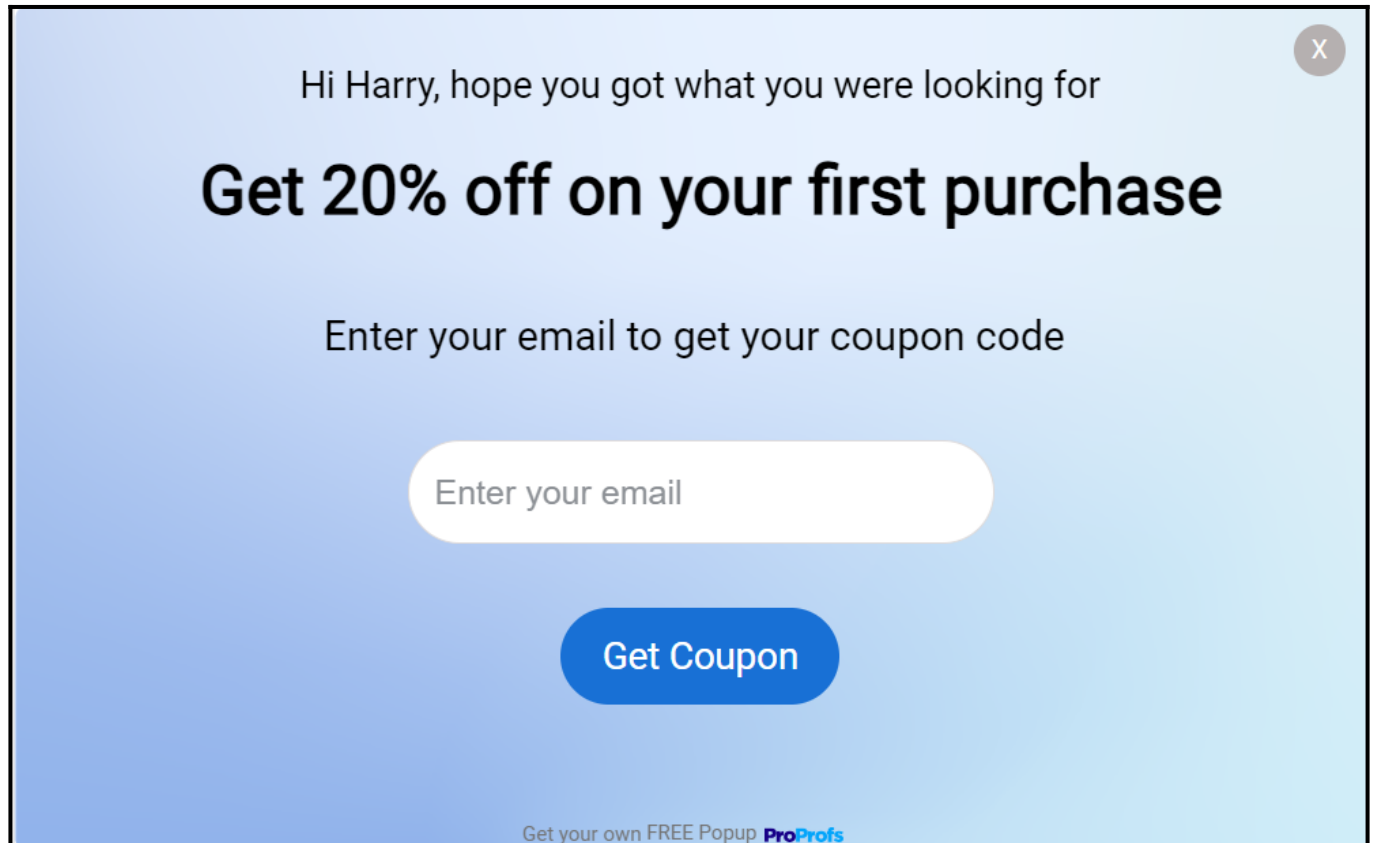 X
Hi Harry, hope you got what you were looking for
Get 20% off on your first purchase
Enter your email to get your coupon code
Enter your email
Get Coupon
Get your own FREE Popup ProProfs